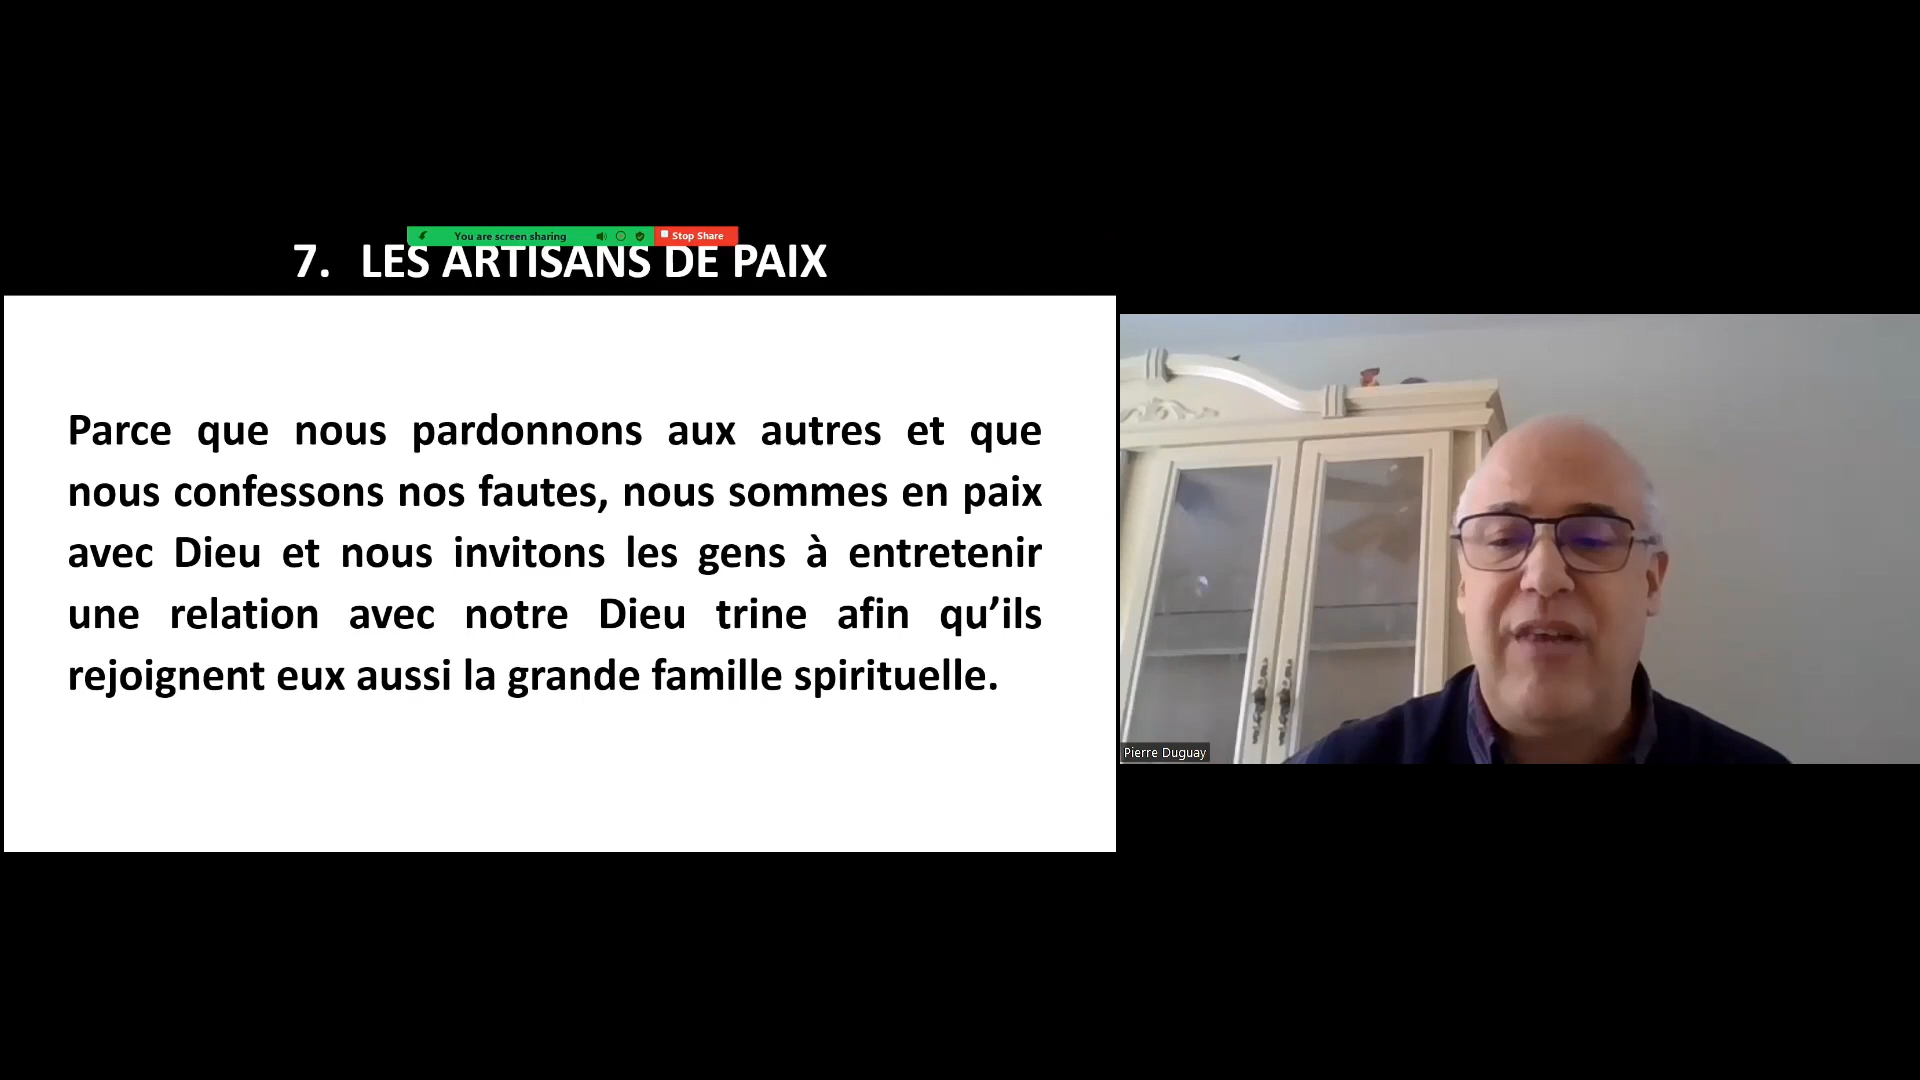 You are screen sharing
Stop Share
7. LES ARTISANS DE PAIX
Parce que nous pardonnons aux autres et que
nous confessons nos fautes, nous sommes en paix
avec Dieu et nous invitons les gens à entretenir
une relation avec notre Dieu trine afin qu’ils
rejoignent eux aussi la grande famille spirituelle.
Pierre Duguay